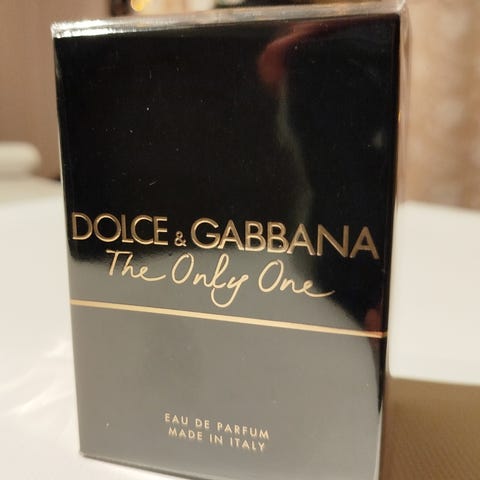 DOLCE & GABBANA
The Only One
EAU DE PARFUM
MADE IN ITALY